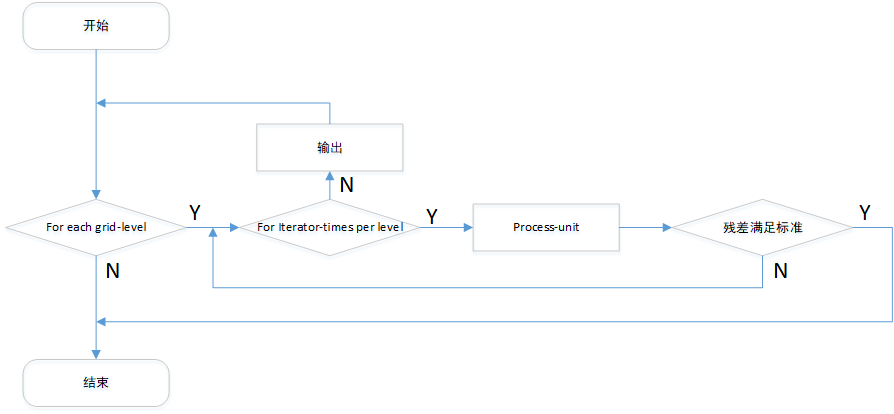 开始
输出
N
For each grid-level
Y
For Iterator-times per level
Y
Process-unit
残差满足标准
Y
N
N
结束